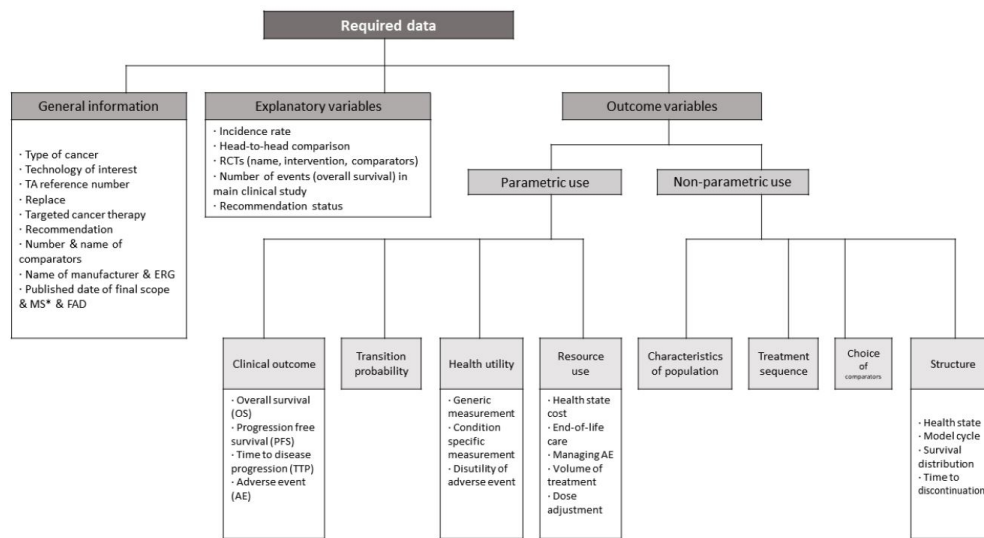 Required data
General information
· Type of cancer
· Technology of interest
· TA reference number
· Replace
· Targeted cancer therapy
· Recommendation
· Number & name of
comparators
· Name of manufacturer & ERG
· Published date of final scope
& MS* & FAD
Explanatory variables
· Incidence rate
· Head-to-head comparison
· RCTs (name, intervention, comparators)
· Number of events (overall survival) in
main clinical study
· Recommendation status
Outcome variables
Parametric use
Non-parametric use
Clinical outcome
· Overall survival
(OS)
· Progression free
survival (PFS)
· Time to disease
progression (TTP)
· Adverse event
(AE)
Transition
probability
Health utility
· Generic
measurement
· Condition
specific
measurement
· Disutility of
adverse event
Resource
use
· Health state
cost
· End-of-life
care
· Managing AE
· Volume of
treatment
· Dose
adjustment
Characteristics
of population
Treatment
sequence
Choice
of
comparators
Structure
· Health state
· Model cycle
· Survival
distribution
· Time to
discontinuation